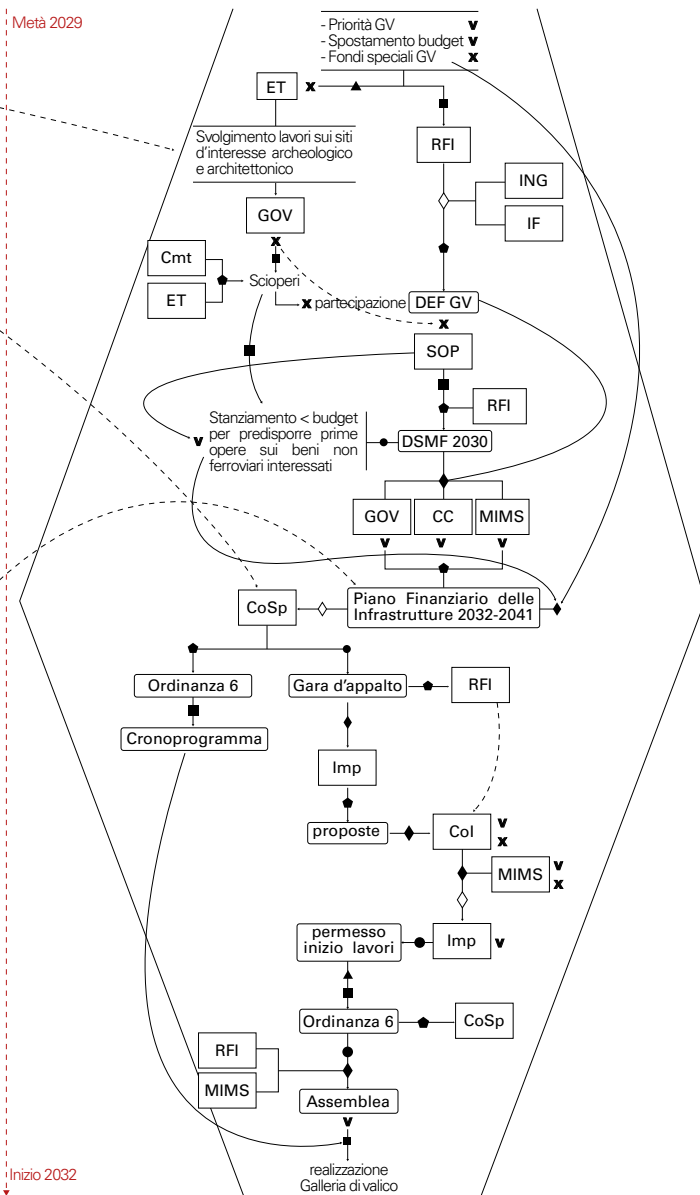 Metà 2029
- Priorità GV v
- Spostamento budget v
- Fondi speciali GV x
ET x
RFI
Svolgimento lavori sui siti
d'interesse archeologico
e architettonico
ING
IF
GOV
x
Cmt
ET
Scioperi
x partecipazione
DEF GV
x
SOP
RFI
Stanziamento < budget
per predisporre prime
opere sui beni non
ferroviari interessati
v
DSMF 2030
GOV
CC
MIMS
v
v
v
CoSp
Piano Finanziario delle
Infrastrutture 2032-2041
Ordinanza 6
Gara d'appalto
RFI
Cronoprogramma
Imp
proposte
CoI
v
x
MIMS
v
x
permesso
inizio lavori
Imp
v
Ordinanza 6
CoSp
RFI
MIMS
Assemblea
v
realizzazione
Galleria di valico
Inizio 2032